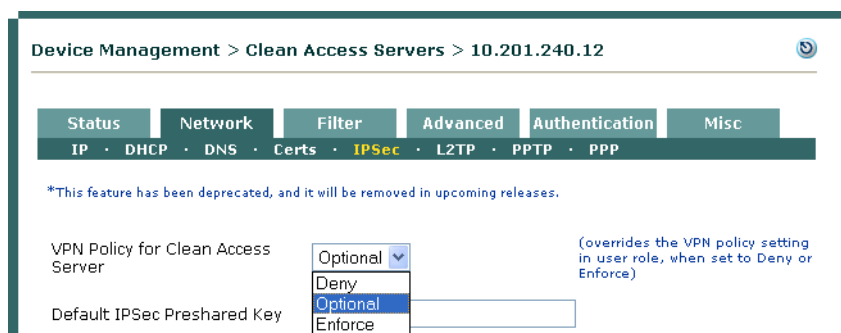 Device Management > Clean Access Servers > 10.201.240.12
Status Network Filter Advanced Authentication Misc
IP · DHCP · DNS · Certs · IPSec · L2TP · PPTP · PPP
*This feature has been deprecated, and it will be removed in upcoming releases.
VPN Policy for Clean Access
Server
Optional
(overrides the VPN policy setting
in user role, when set to Deny or
Enforce)
Deny
Optional
Enforce
Default IPSec Preshared Key